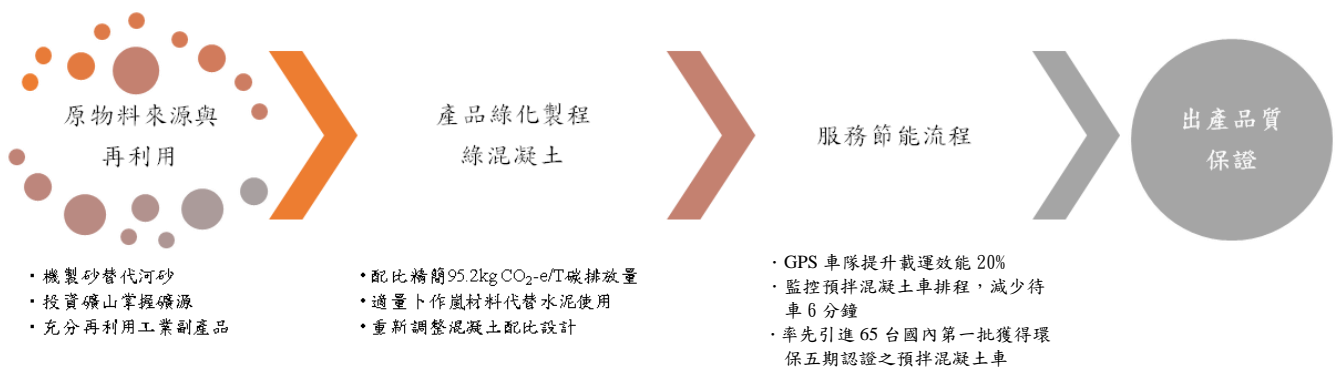 原物料來源與
再利用
・機製砂替代河砂
・投資礦山掌握礦源
・充分再利用工業副產品
產品綠化製程
綠混凝土
•配比精簡95.2kg CO₂-e/T碳排放量
•適量卜作嵐材料代替水泥使用
•重新調整混凝土配比設計
服務節能流程
・GPS 車隊提升載運效能 20%
・監控預拌混凝土車排程，減少待
車 6 分鐘
・率先引進 65 台國內第一批獲得環
保五期認證之預拌混凝土車
出產品質
保證